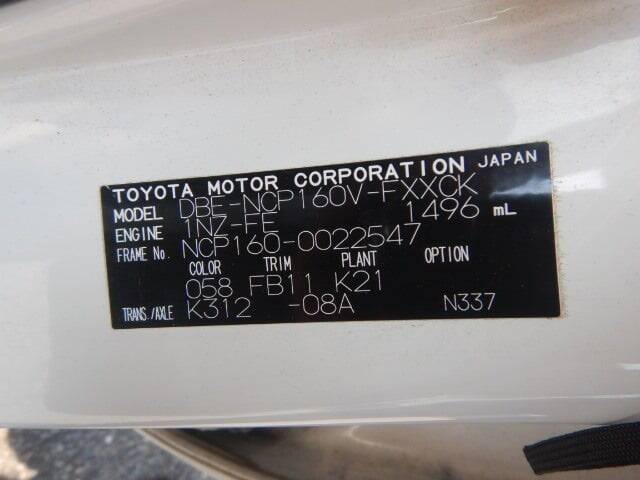 TOYOTA MOTOR CORPORATION JAPAN
MODEL DBE-NCP160V-FXXCK
ENGINE 1NZ-FE 1496 mL
FRAME No. NCP160-0022547
COLOR TRIM PLANT OPTION
058 FB11 K21
TRANS./AXLE K312 -08A N337